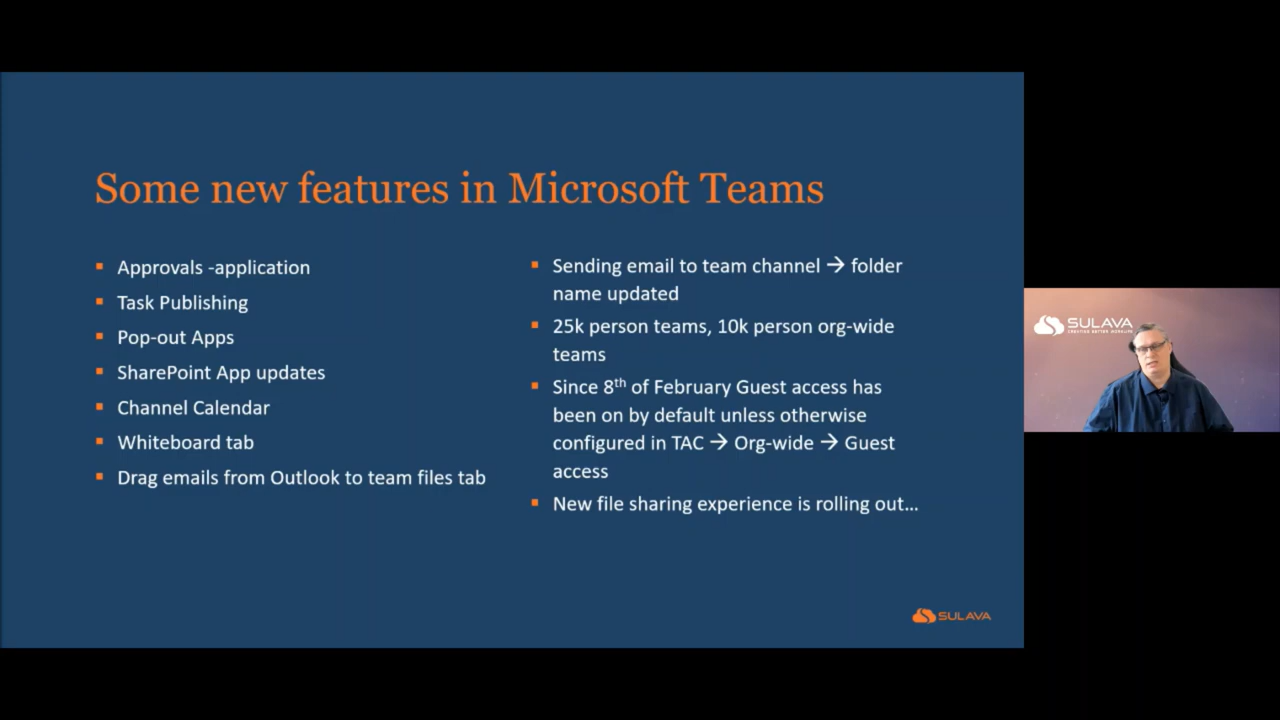 Some new features in Microsoft Teams
▪ Approvals -application
▪ Task Publishing
▪ Pop-out Apps
▪ SharePoint App updates
▪ Channel Calendar
▪ Whiteboard tab
▪ Drag emails from Outlook to team files tab
▪ Sending email to team channel → folder
name updated
▪ 25k person teams, 10k person org-wide
teams
▪ Since 8th of February Guest access has
been on by default unless otherwise
configured in TAC → Org-wide → Guest
access
▪ New file sharing experience is rolling out...
SULAVA
SULAVA